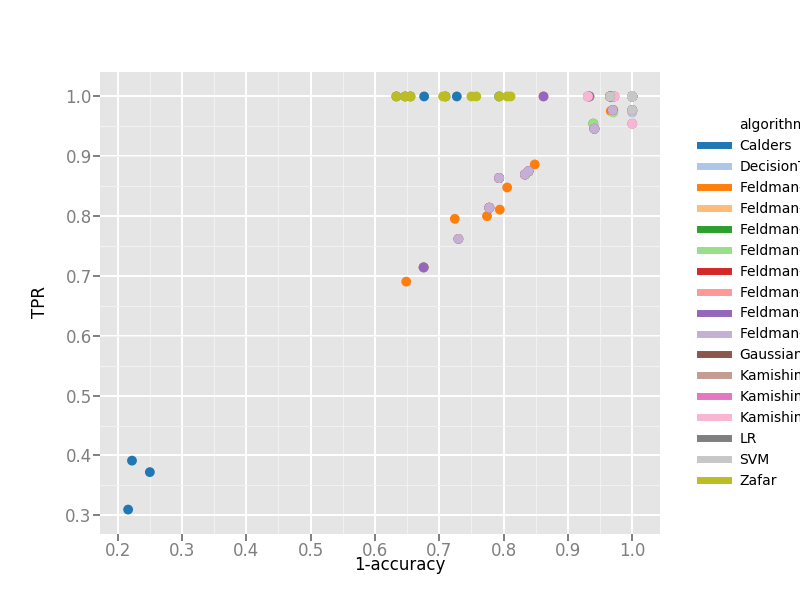 algorithm
Calders
1.0
0.9
0.8
0.7
0.6
0.5
0.4
0.3
TPR
Feldman
Feldman
Feldman
Feldman
Feldman
Feldman
Feldman
Feldman
Gaussian
LR
SVM
Zafar
0.2 0.3 0.4 0.5 0.6 0.7 0.8 0.9 1.0
1-accuracy